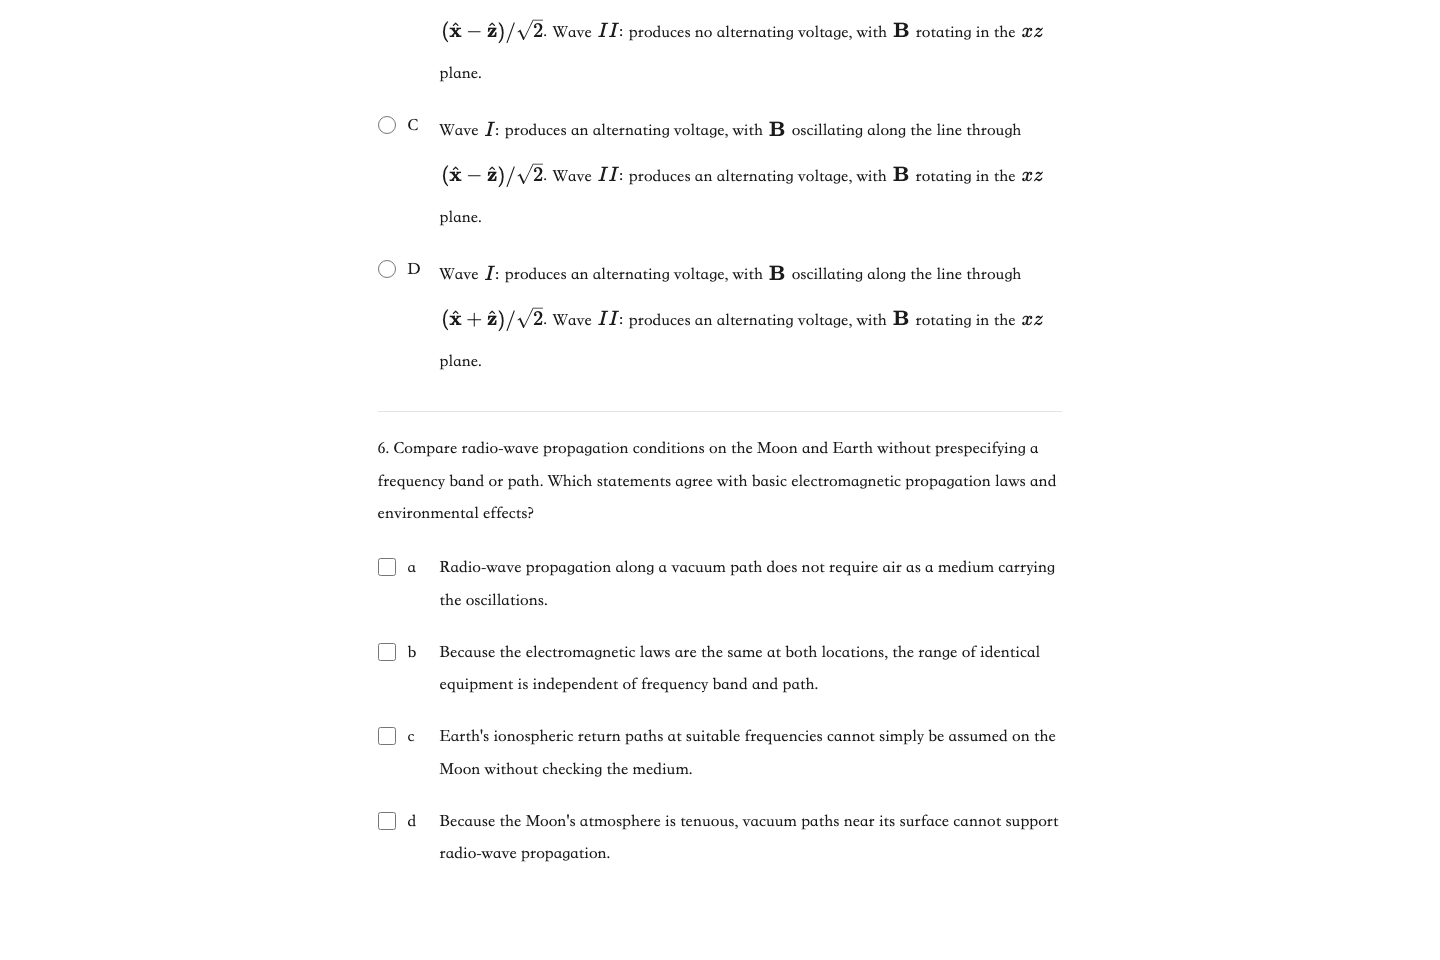 (x̂ − ẑ)/√2. Wave II: produces no alternating voltage, with B rotating in the xz
plane.
C Wave I: produces an alternating voltage, with B oscillating along the line through
(x̂ − ẑ)/√2. Wave II: produces an alternating voltage, with B rotating in the xz
plane.
D Wave I: produces an alternating voltage, with B oscillating along the line through
(x̂ + ẑ)/√2. Wave II: produces an alternating voltage, with B rotating in the xz
plane.
6. Compare radio-wave propagation conditions on the Moon and Earth without prespecifying a
frequency band or path. Which statements agree with basic electromagnetic propagation laws and
environmental effects?
a Radio-wave propagation along a vacuum path does not require air as a medium carrying
the oscillations.
b Because the electromagnetic laws are the same at both locations, the range of identical
equipment is independent of frequency band and path.
c Earth's ionospheric return paths at suitable frequencies cannot simply be assumed on the
Moon without checking the medium.
d Because the Moon's atmosphere is tenuous, vacuum paths near its surface cannot support
radio-wave propagation.